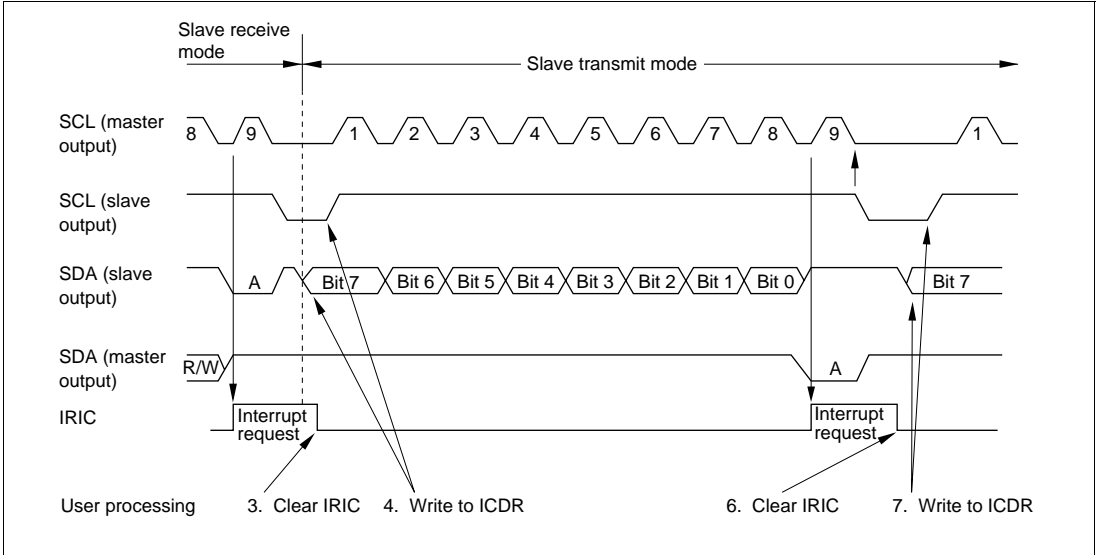 Slave receive
mode
Slave transmit mode
SCL (master
output)
8 9 1 2 3 4 5 6 7 8 9 1
SCL (slave
output)
SDA (slave
output)
A Bit 7 Bit 6 Bit 5 Bit 4 Bit 3 Bit 2 Bit 1 Bit 0 Bit 7
SDA (master
output)
R/W A
IRIC
Interrupt
request
Interrupt
request
User processing 3. Clear IRIC 4. Write to ICDR 6. Clear IRIC 7. Write to ICDR